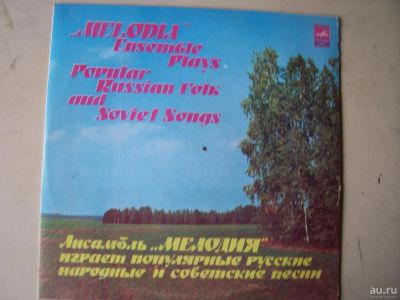 „MELODIA"
Ensemble
Plays
Popular
Russian Folk
and
Soviet Songs
Ансамбль „МЕЛОДИЯ"
играет популярные русские
народные и советские песни
au.ru